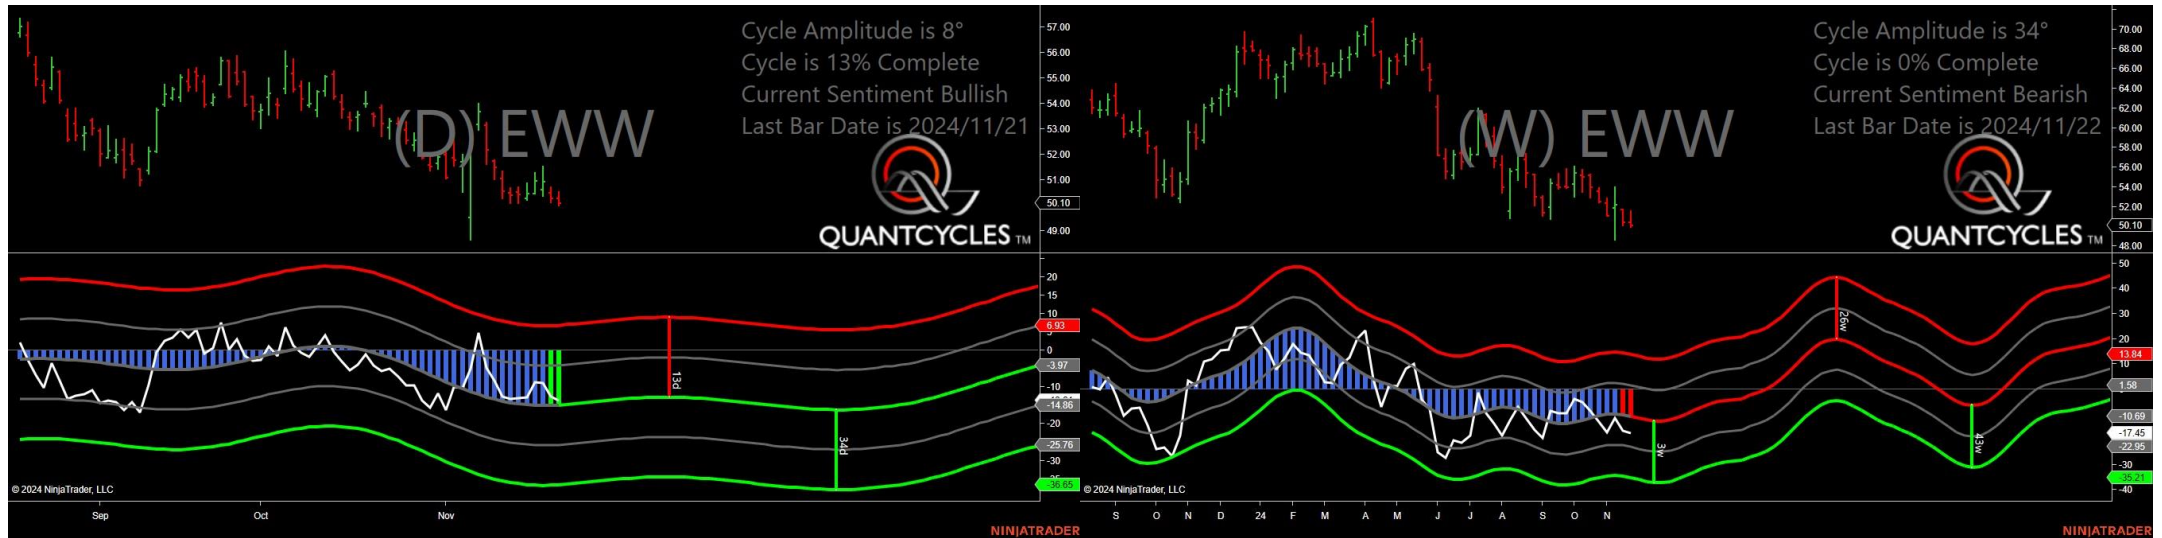 Cycle Amplitude is 8°
Cycle is 13% Complete
Current Sentiment Bullish
Last Bar Date is 2024/11/21
(D) EWW
QUANTCYCLES TM
57.00
56.00
55.00
54.00
53.00
52.00
51.00
50.10
49.00
20
15
10
6.93
0
-3.97
-10
-14.86
-20
-25.76
-30
-36.65
13d
34d
© 2024 NinjaTrader, LLC
Sep Oct Nov
NINJATRADER
Cycle Amplitude is 34°
Cycle is 0% Complete
Current Sentiment Bearish
Last Bar Date is 2024/11/22
(W) EWW
QUANTCYCLES TM
70.00
68.00
66.00
64.00
62.00
60.00
58.00
56.00
54.00
52.00
50.10
48.00
50
40
30
20
13.84
10
1.58
-10.69
-17.45
-22.95
-30
-35.21
-40
3w
26w
43w
© 2024 NinjaTrader, LLC
S O N D 24 F M A M J J A S O N
NINJATRADER